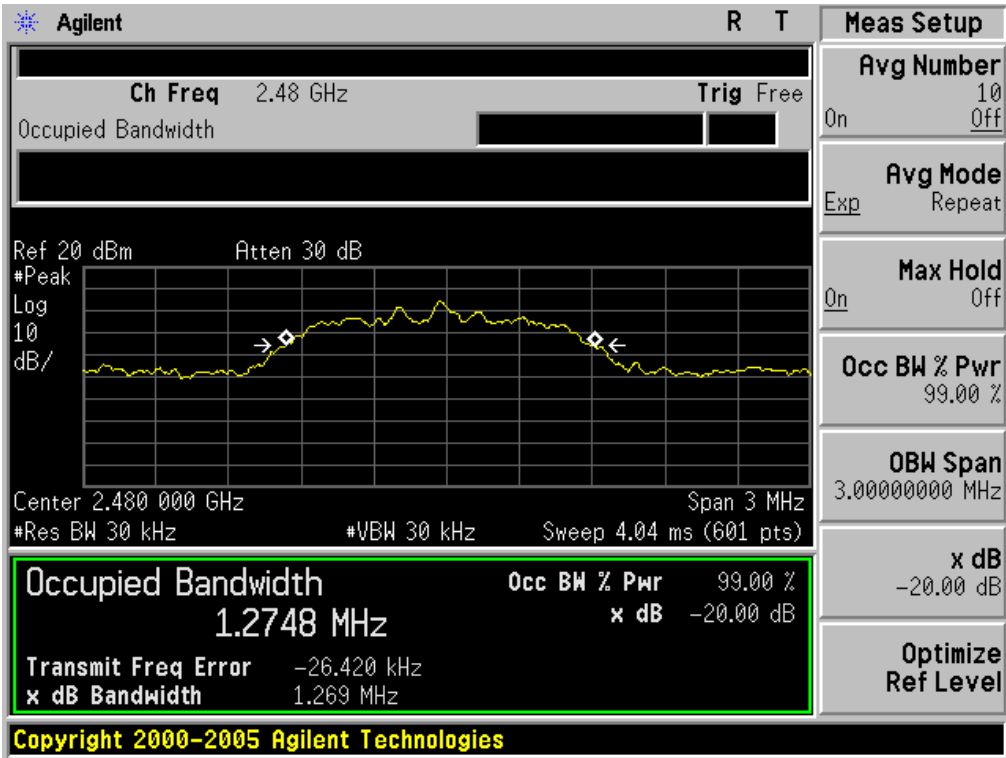 Agilent R T
Ch Freq 2.48 GHz Trig Free
Occupied Bandwidth
Ref 20 dBm Atten 30 dB
#Peak
Log
10
dB/
Center 2.480 000 GHz Span 3 MHz
#Res BW 30 kHz #VBW 30 kHz Sweep 4.04 ms (601 pts)
Occupied Bandwidth Occ BW % Pwr 99.00 %
1.2748 MHz x dB -20.00 dB
Transmit Freq Error -26.420 kHz
x dB Bandwidth 1.269 MHz
Copyright 2000-2005 Agilent Technologies
Meas Setup
Avg Number
10
On Off
Avg Mode
Exp Repeat
Max Hold
On Off
Occ BW % Pwr
99.00 %
OBW Span
3.00000000 MHz
x dB
-20.00 dB
Optimize
Ref Level